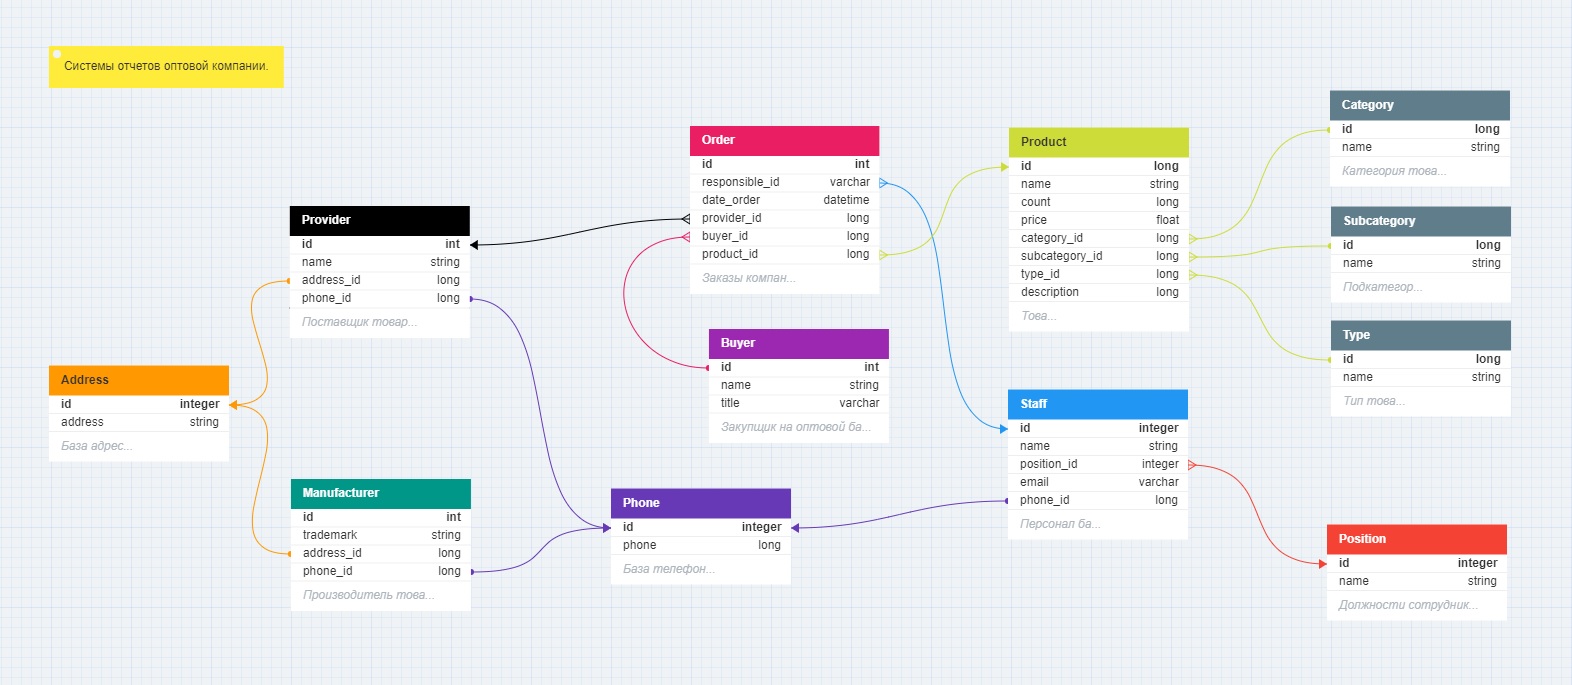 Системы отчетов оптовой компании.
Category
id long
name string
Категория това...
Order
id int
responsible_id varchar
date_order datetime
provider_id long
buyer_id long
product_id long
Заказы компан...
Product
id long
name string
count long
price float
category_id long
subcategory_id long
type_id long
description long
Това...
Provider
id int
name string
address_id long
phone_id long
Поставщик товар...
Subcategory
id long
name string
Подкатегор...
Type
id long
name string
Тип това...
Buyer
id int
name string
title varchar
Закупщик на оптовой ба...
Address
id integer
address string
База адрес...
Staff
id integer
name string
position_id integer
email varchar
phone_id long
Персонал ба...
Manufacturer
id int
trademark string
address_id long
phone_id long
Производитель това...
Phone
id integer
phone long
База телефон...
Position
id integer
name string
Должности сотрудник...